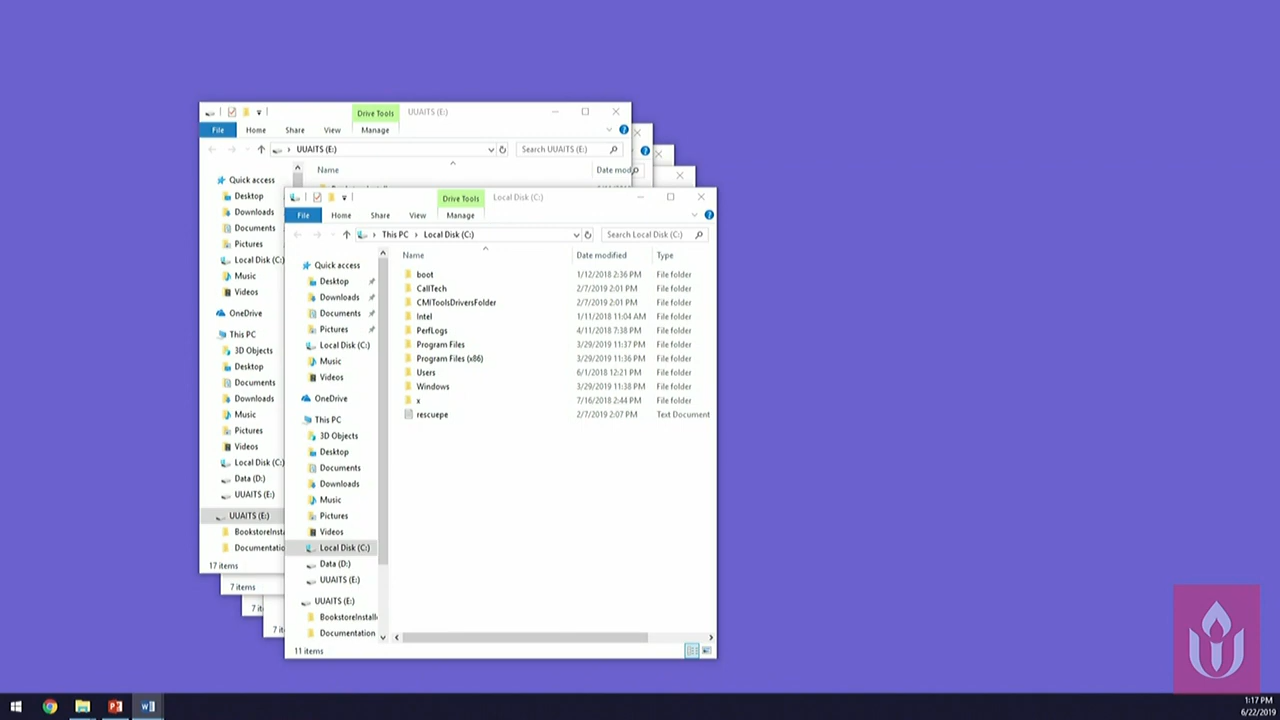 Drive Tools UUAITS (E:)
File Home Share View Manage
UUAITS (E:) Search UUAITS (E:)
Name Date mod
Quick access
Desktop
Downloads
Documents
Pictures
Local Disk (C:)
Music
Videos
OneDrive
This PC
3D Objects
Desktop
Documents
Downloads
Music
Pictures
Videos
Local Disk (C:)
Data (D:)
UUAITS (E:)
UUAITS (E:)
BookstoreInsta
Documentatio
17 items
7 items
7 it
7 it
Drive Tools Local Disk (C:)
File Home Share View Manage
This PC › Local Disk (C:) Search Local Disk (C:)
Name Date modified Type
boot 1/12/2018 2:36 PM File folder
CallTech 2/7/2019 2:01 PM File folder
CMIToolsDriversFolder 2/7/2019 2:01 PM File folder
Intel 1/11/2018 11:04 AM File folder
PerfLogs 4/11/2018 7:38 PM File folder
Program Files 3/29/2019 11:37 PM File folder
Program Files (x86) 3/29/2019 11:36 PM File folder
Users 6/1/2018 12:21 PM File folder
Windows 3/29/2019 11:38 PM File folder
x 7/16/2018 2:44 PM File folder
rescuepe 2/7/2019 2:07 PM Text Document
Quick access
Desktop
Downloads
Documents
Pictures
Local Disk (C:)
Music
Videos
OneDrive
This PC
3D Objects
Desktop
Documents
Downloads
Music
Pictures
Videos
Local Disk (C:)
Data (D:)
UUAITS (E:)
UUAITS (E:)
BookstoreInstalle
Documentation
11 items
1:17 PM
6/22/2019